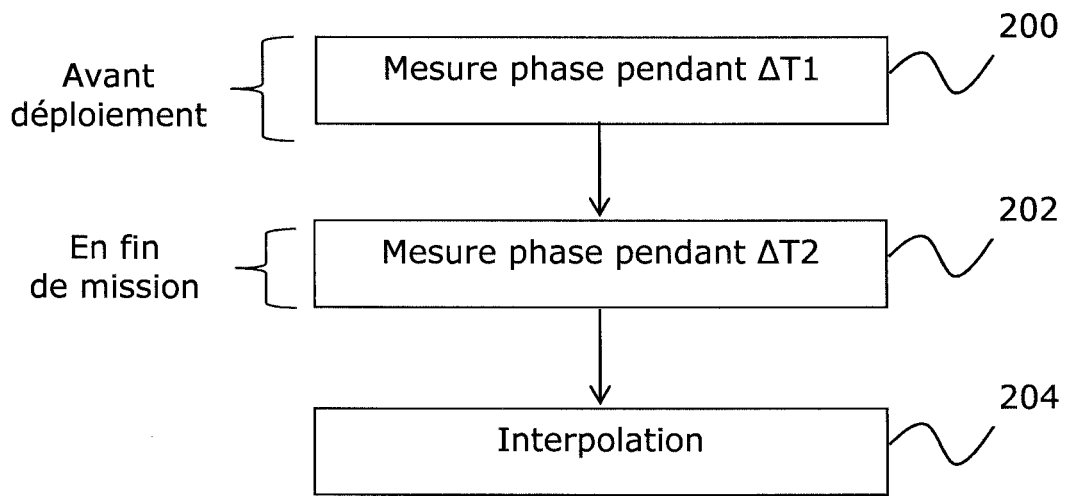 200
Avant
déploiement
Mesure phase pendant ΔT1
202
En fin
de mission
Mesure phase pendant ΔT2
204
Interpolation